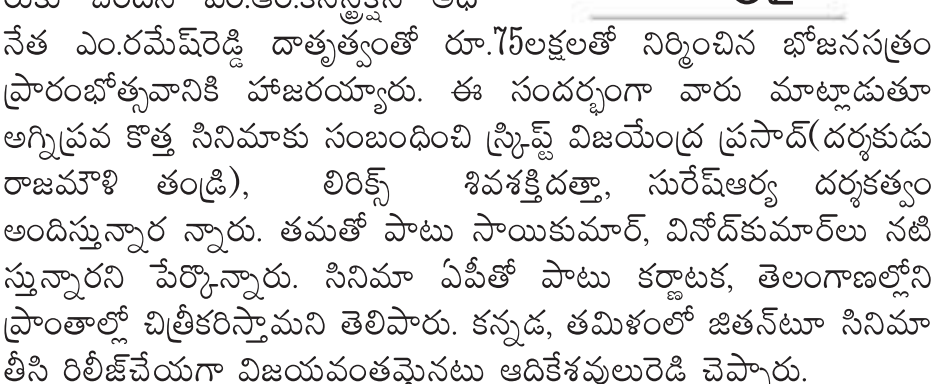 నేత ఎం.రమేష్‌రెడ్డి దాతృత్వంతో రూ.75లక్షలతో నిర్మించిన భోజనసత్రం
ప్రారంభోత్సవానికి హాజరయ్యారు. ఈ సందర్భంగా వారు మాట్లాడుతూ
అగ్నిప్రవ కొత్త సినిమాకు సంబంధించి స్క్రిప్ట్ విజయేంద్ర ప్రసాద్(దర్శకుడు
రాజమౌళి తండ్రి), లిరిక్స్ శివశక్తిదత్తా, సురేష్‌ఆర్య దర్శకత్వం
అందిస్తున్నార న్నారు. తమతో పాటు సాయికుమార్, వినోద్‌కుమార్‌లు నటి
స్తున్నారని పేర్కొన్నారు. సినిమా ఏపీతో పాటు కర్ణాటక, తెలంగాణల్లోని
ప్రాంతాల్లో చిత్రీకరిస్తామని తెలిపారు. కన్నడ, తమిళంలో జితన్‌టూ సినిమా
తీసి రిలీజ్‌చేయగా విజయవంతమైనట్లు ఆదికేశవులురెడ్డి చెప్పారు.